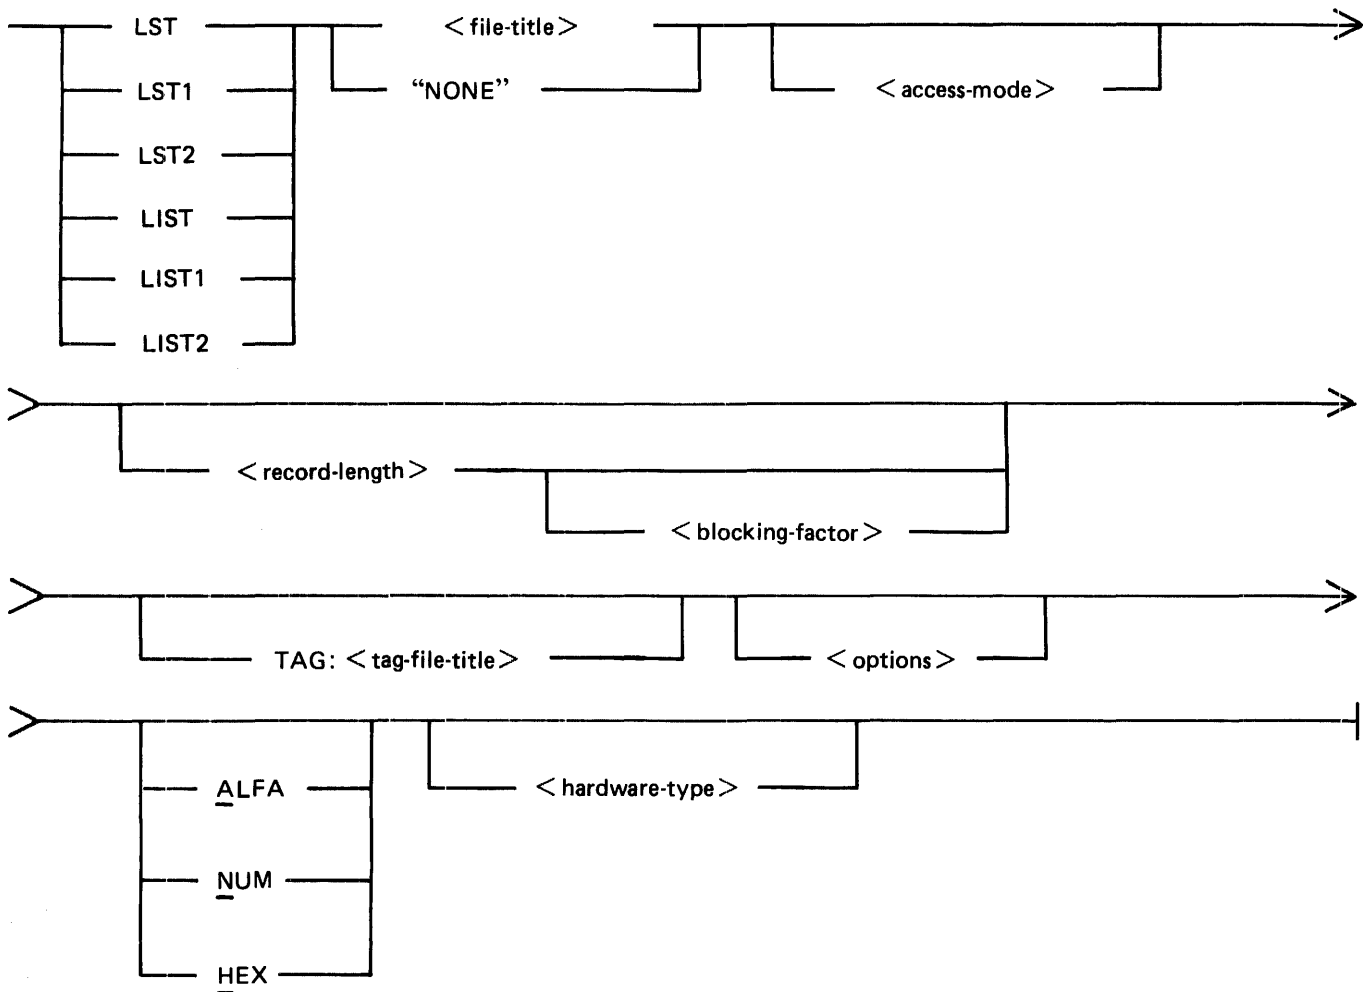 LST <file-title>
LST1 "NONE" <access-mode>
LST2
LIST
LIST1
LIST2
<record-length>
<blocking-factor>
TAG: <tag-file-title> <options>
ALFA <hardware-type>
NUM
HEX